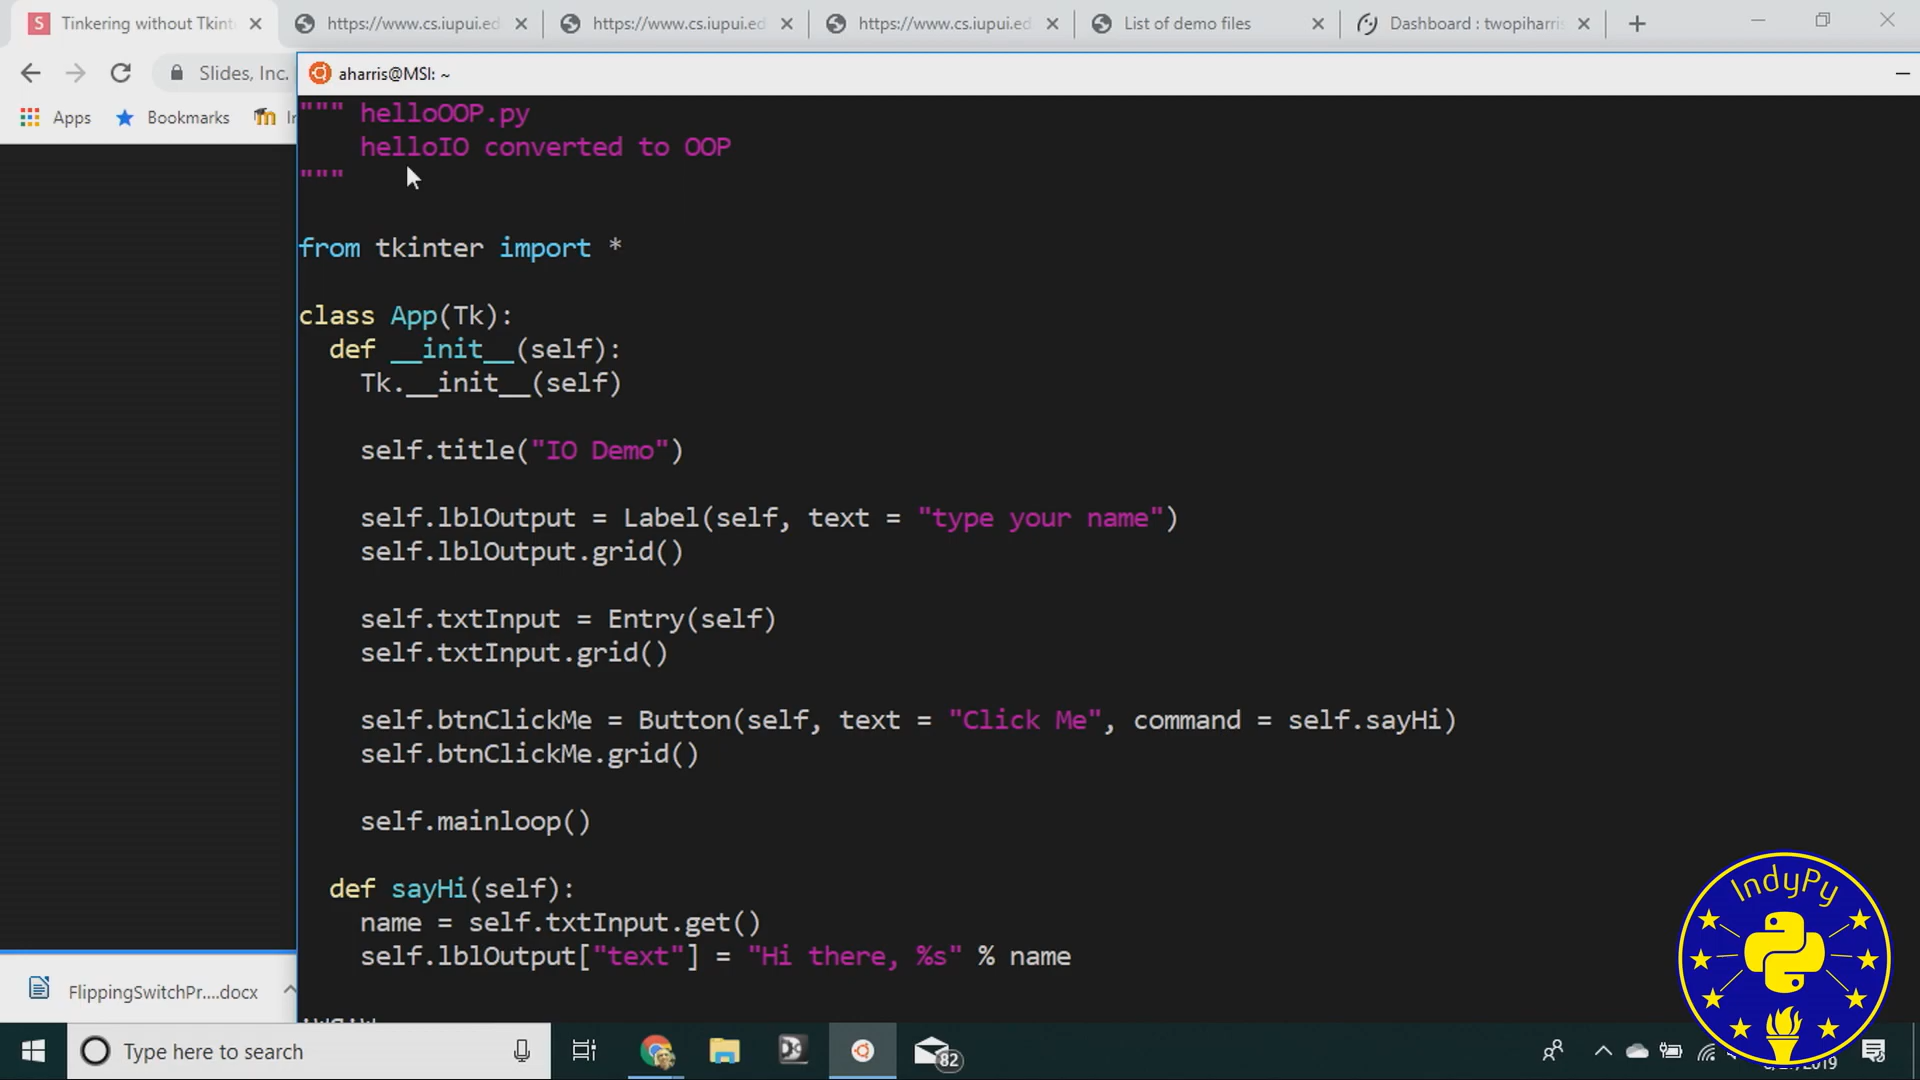 Tinkering without Tkint
https://www.cs.iupui.ed
https://www.cs.iupui.ed
https://www.cs.iupui.ed
List of demo files
Dashboard : twopiharris
Slides, Inc.
aharris@MSI: ~
Apps
Bookmarks
""" helloOOP.py
helloIO converted to OOP
"""
from tkinter import *
class App(Tk):
def __init__(self):
Tk.__init__(self)
self.title("IO Demo")
self.lblOutput = Label(self, text = "type your name")
self.lblOutput.grid()
self.txtInput = Entry(self)
self.txtInput.grid()
self.btnClickMe = Button(self, text = "Click Me", command = self.sayHi)
self.btnClickMe.grid()
self.mainloop()
def sayHi(self):
name = self.txtInput.get()
self.lblOutput["text"] = "Hi there, %s" % name
IndyPy
FlippingSwitchPr....docx
Type here to search
82